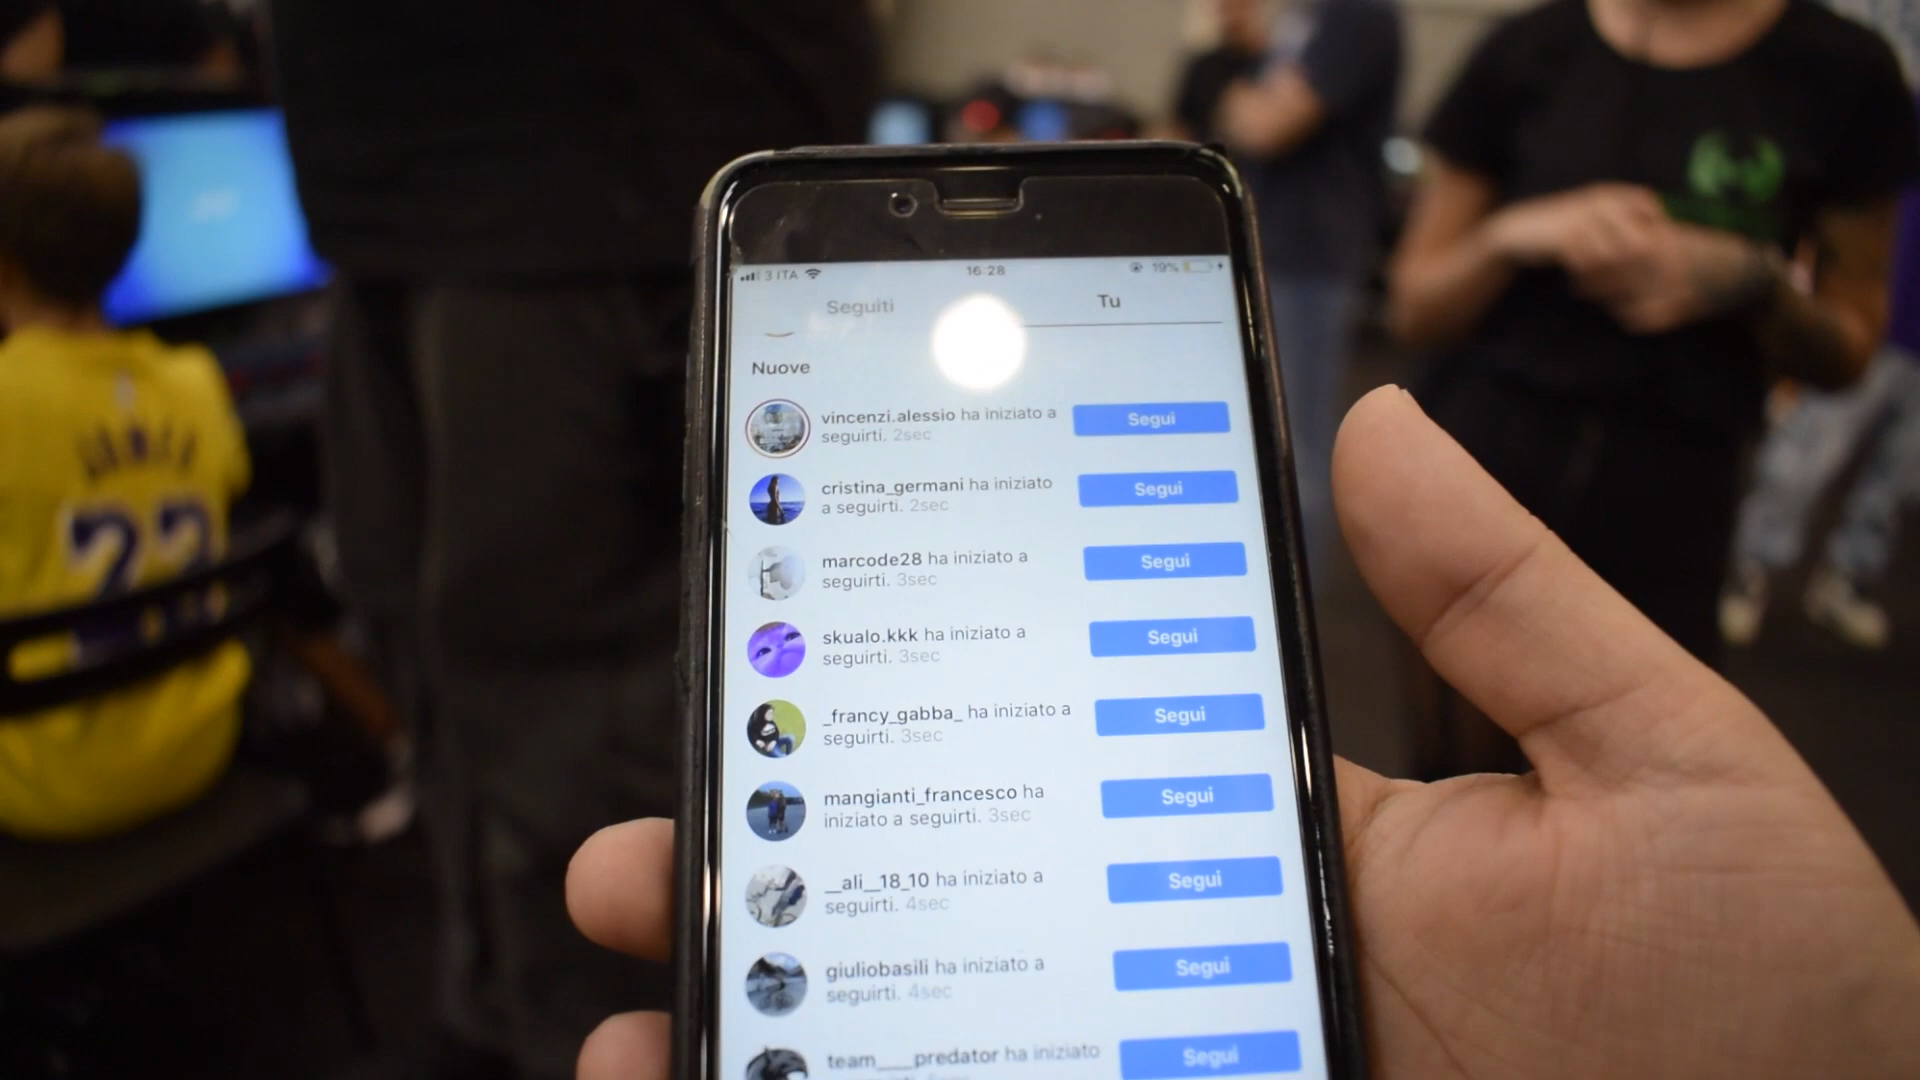 3 ITA 16:28 19%
Seguiti Tu
Nuove
vincenzi.alessio ha iniziato a
seguirti. 2sec
Segui
cristina_germani ha iniziato
a seguirti. 2sec
Segui
marcode28 ha iniziato a
seguirti. 3sec
Segui
skualo.kkk ha iniziato a
seguirti. 3sec
Segui
_francy_gabba_ ha iniziato a
seguirti. 3sec
Segui
mangianti_francesco ha
iniziato a seguirti. 3sec
Segui
__ali__18_10 ha iniziato a
seguirti. 4sec
Segui
giuliobasili ha iniziato a
seguirti. 4sec
Segui
team____predator ha iniziato
Segui